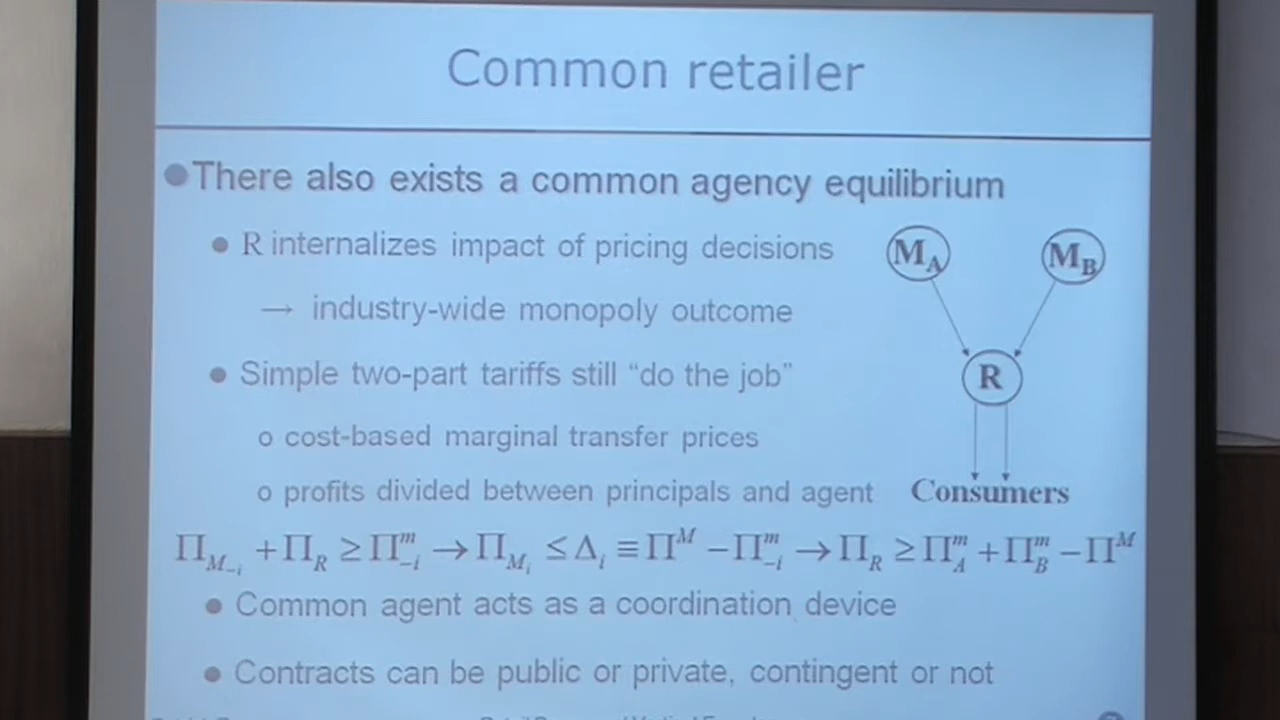 Common retailer
● There also exists a common agency equilibrium
● R internalizes impact of pricing decisions
→ industry-wide monopoly outcome
● Simple two-part tariffs still “do the job”
o cost-based marginal transfer prices
o profits divided between principals and agent
M_A M_B
R
Consumers
Π_{M_{-i}} + Π_R ≥ Π^m_{-i} → Π_{M_i} ≤ Δ_i ≡ Π^M − Π^m_{-i} → Π_R ≥ Π^m_A + Π^m_B − Π^M
● Common agent acts as a coordination device
● Contracts can be public or private, contingent or not